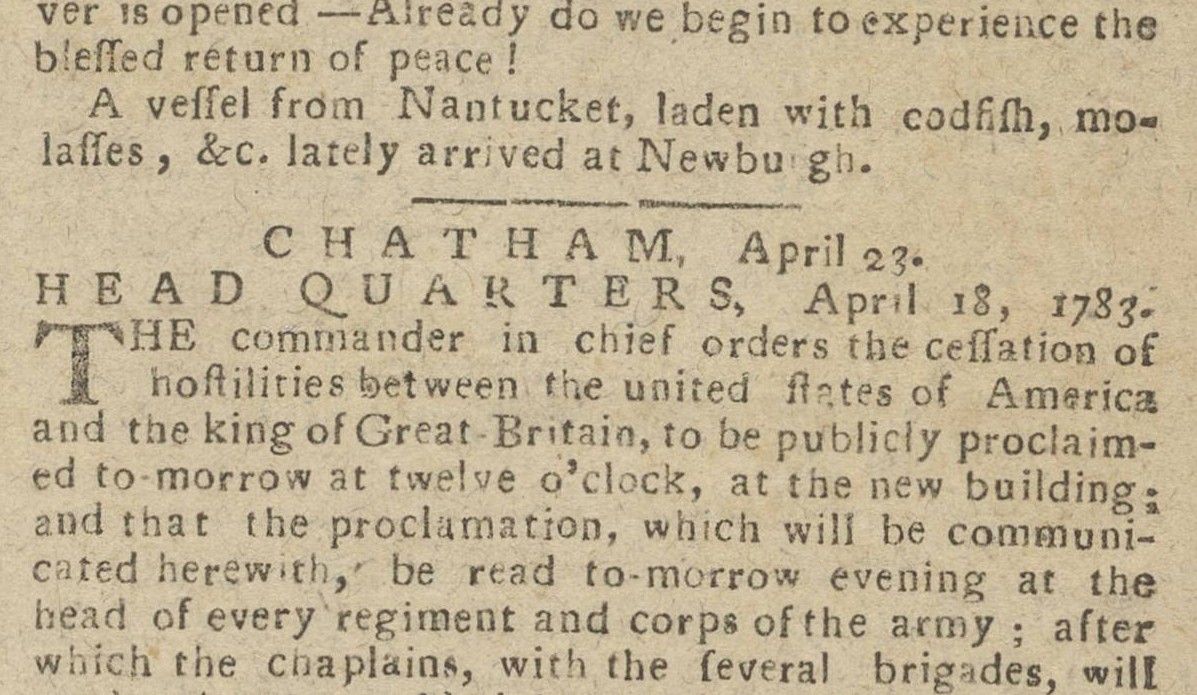 ver is opened —Already do we begin to experience the
bleſſed return of peace !
A veſſel from Nantucket, laden with codfiſh, mo-
laſſes, &c. lately arrived at Newburgh.
CHATHAM, April 23.
HEAD QUARTERS, April 18, 1783.
THE commander in chief orders the ceſſation of
hoſtilities between the united ſtates of America
and the king of Great-Britain, to be publicly proclaim-
ed to-morrow at twelve o'clock, at the new building;
and that the proclamation, which will be communi-
cated herewith, be read to-morrow evening at the
head of every regiment and corps of the army ; after
which the chaplains, with the ſeveral brigades, will